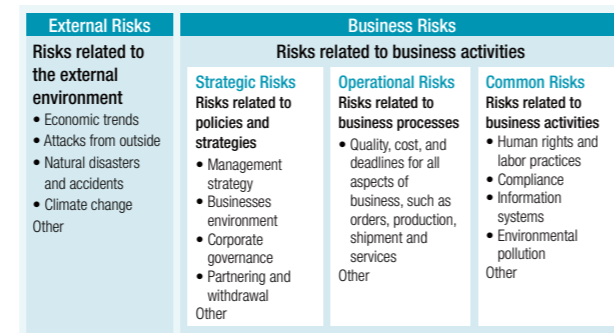 External Risks
Risks related to
the external
environment
• Economic trends
• Attacks from outside
• Natural disasters
and accidents
• Climate change
Other
Business Risks
Risks related to business activities
Strategic Risks
Risks related to
policies and
strategies
• Management
strategy
• Businesses
environment
• Corporate
governance
• Partnering and
withdrawal
Other
Operational Risks
Risks related to
business processes
• Quality, cost, and
deadlines for all
aspects of
business, such as
orders, production,
shipment and
services
Other
Common Risks
Risks related to
business activities
• Human rights and
labor practices
• Compliance
• Information
systems
• Environmental
pollution
Other